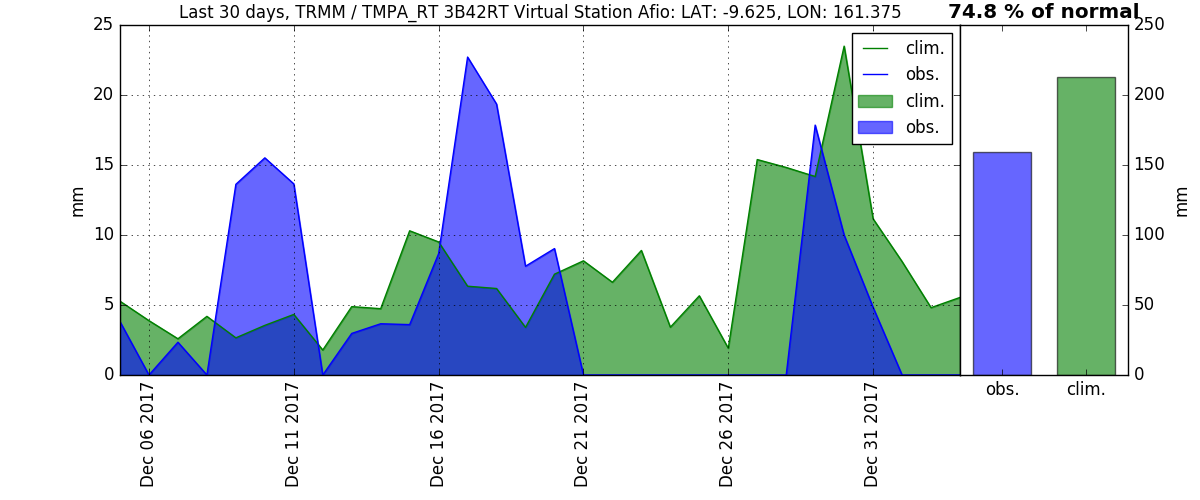 Last 30 days, TRMM / TMPA_RT 3B42RT Virtual Station Afio: LAT: -9.625, LON: 161.375
74.8 % of normal
25
20
15
10
5
0
mm
clim.
obs.
clim.
obs.
250
200
150
100
50
0
mm
Dec 06 2017
Dec 11 2017
Dec 16 2017
Dec 21 2017
Dec 26 2017
Dec 31 2017
obs.
clim.